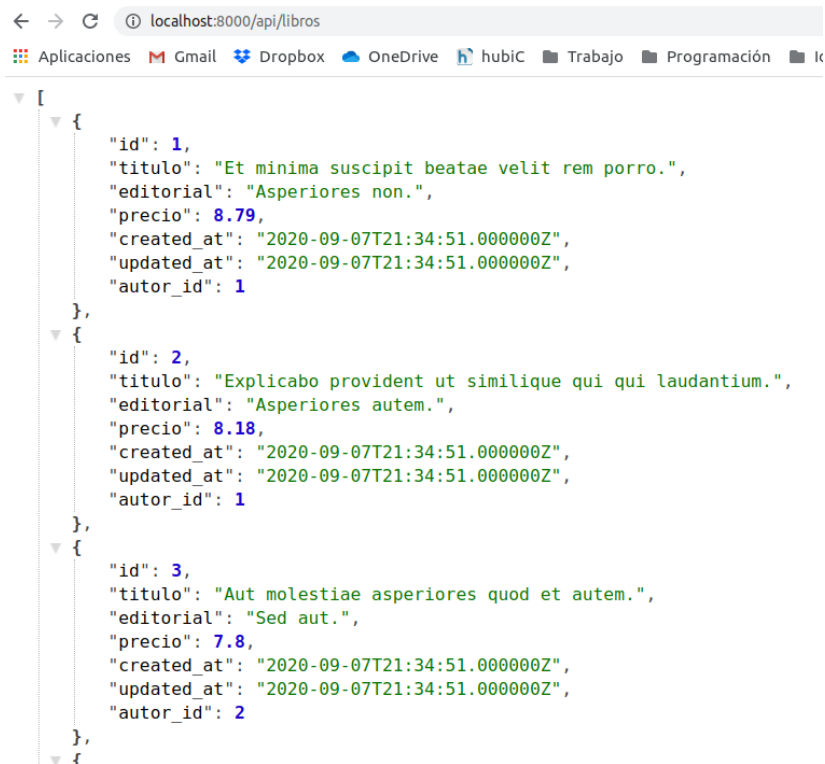 localhost:8000/api/libros
Aplicaciones Gmail Dropbox OneDrive hubiC Trabajo Programación
[
{
"id": 1,
"titulo": "Et minima suscipit beatae velit rem porro.",
"editorial": "Asperiores non.",
"precio": 8.79,
"created_at": "2020-09-07T21:34:51.000000Z",
"updated_at": "2020-09-07T21:34:51.000000Z",
"autor_id": 1
},
{
"id": 2,
"titulo": "Explicabo provident ut similique qui qui laudantium.",
"editorial": "Asperiores autem.",
"precio": 8.18,
"created_at": "2020-09-07T21:34:51.000000Z",
"updated_at": "2020-09-07T21:34:51.000000Z",
"autor_id": 1
},
{
"id": 3,
"titulo": "Aut molestiae asperiores quod et autem.",
"editorial": "Sed aut.",
"precio": 7.8,
"created_at": "2020-09-07T21:34:51.000000Z",
"updated_at": "2020-09-07T21:34:51.000000Z",
"autor_id": 2
},
{